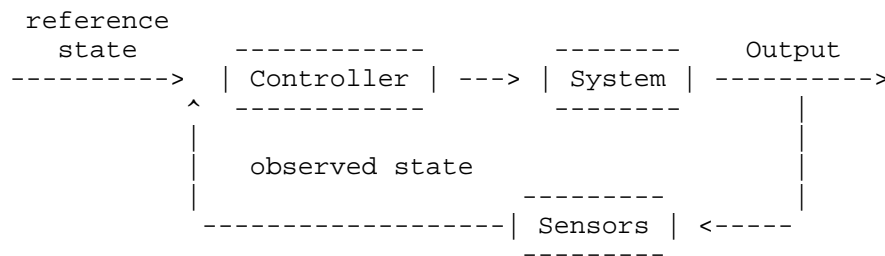 reference
state
Output
| Controller | ---> | System |
observed state
| Sensors | <-----